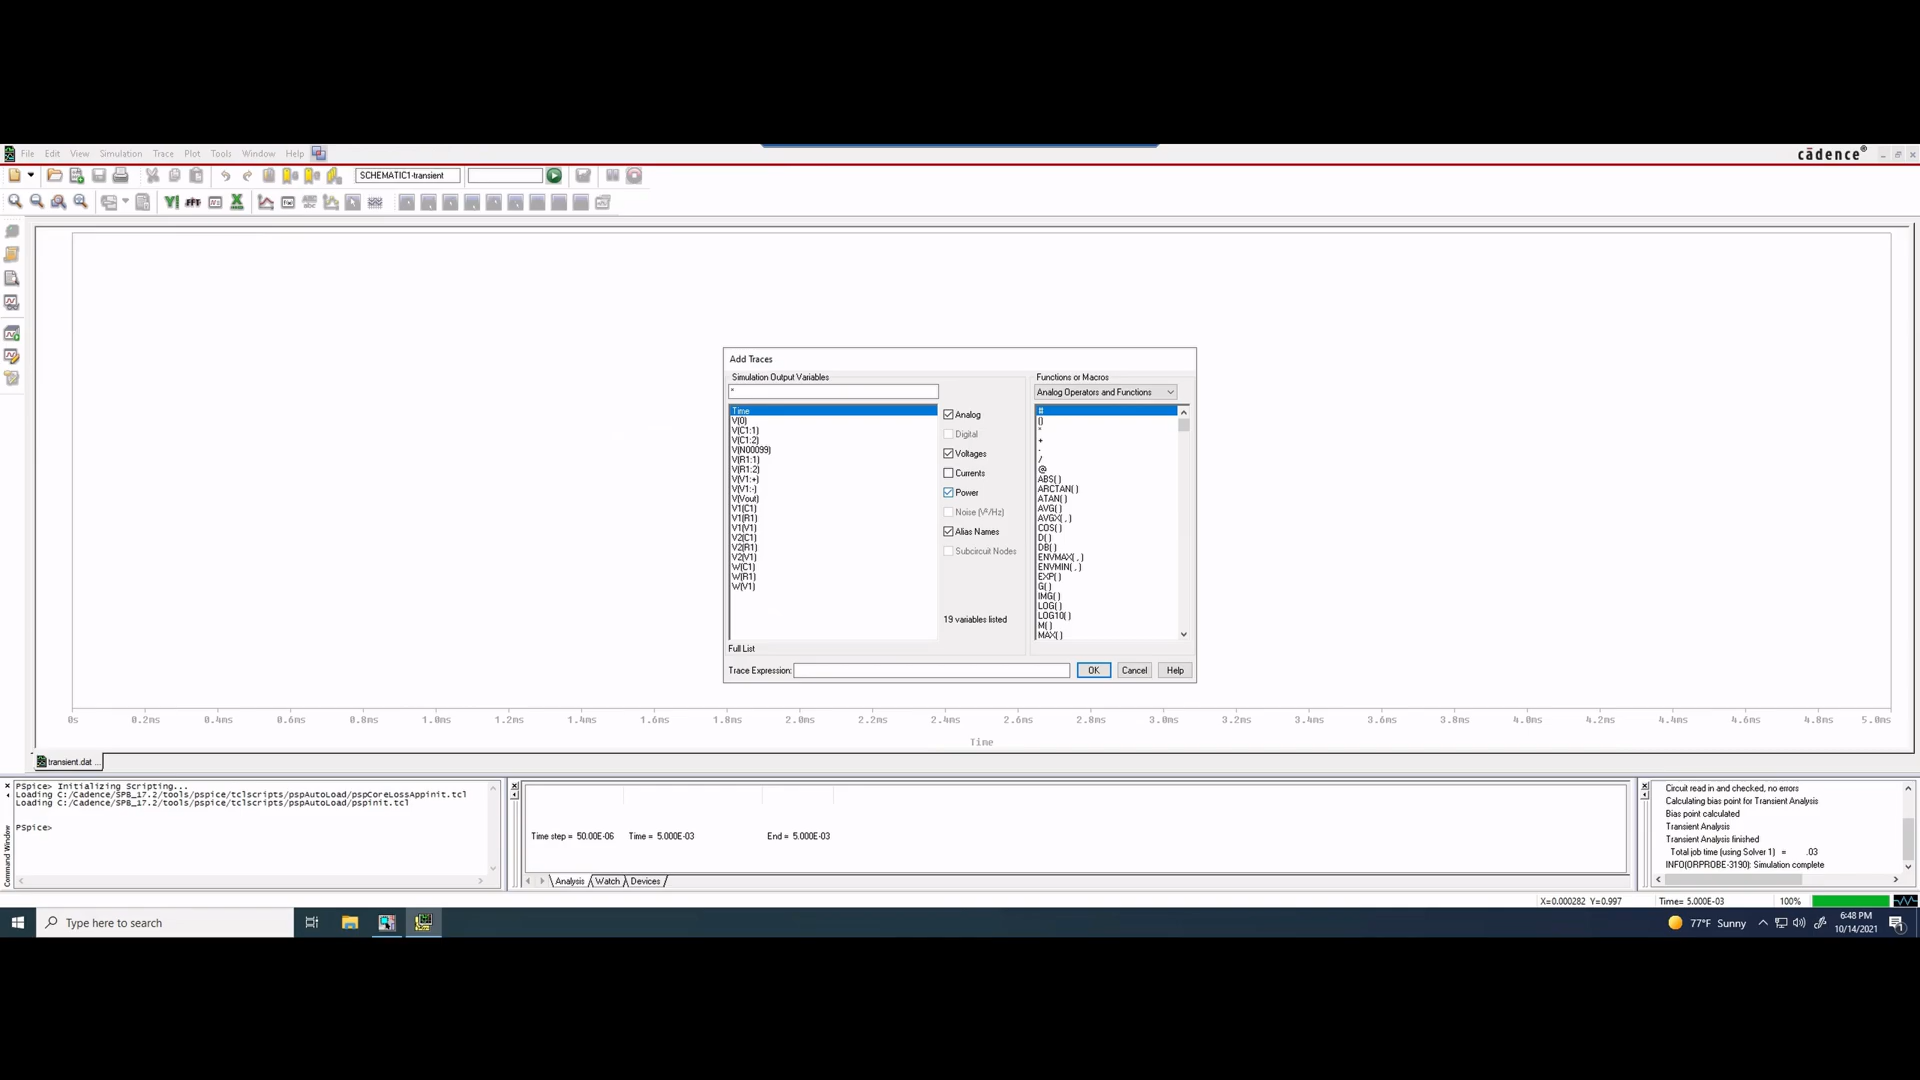 File Edit View Simulation Trace Plot Tools Window Help
cādence®
SCHEMATIC1-transient
Add Traces
Simulation Output Variables
*
Time
V(0)
V(C1:1)
V(C1:2)
V(N00099)
V(R1:1)
V(R1:2)
V(V1:+)
V(V1:-)
V(Vout)
V1(C1)
V1(R1)
V1(V1)
V2(C1)
V2(R1)
V2(V1)
W(C1)
W(R1)
W(V1)
Full List
Analog
Digital
Voltages
Currents
Power
Noise (V²/Hz)
Alias Names
Subcircuit Nodes
19 variables listed
Functions or Macros
Analog Operators and Functions
#
()
*
+
-
/
@
ABS()
ARCTAN()
ATAN()
AVG()
AVGX(,)
COS()
D()
DB()
ENVMAX(,)
ENVMIN(,)
EXP()
G()
IMG()
LOG()
LOG10()
M()
MAX()
Trace Expression:
OK Cancel Help
0s 0.2ms 0.4ms 0.6ms 0.8ms 1.0ms 1.2ms 1.4ms 1.6ms 1.8ms 2.0ms 2.2ms 2.4ms 2.6ms 2.8ms 3.0ms 3.2ms 3.4ms 3.6ms 3.8ms 4.0ms 4.2ms 4.4ms 4.6ms 4.8ms 5.0ms
Time
transient.dat ...
Command Window
PSpice> Initializing Scripting...
Loading C:/Cadence/SPB_17.2/tools/pspice/tclscripts/pspAutoLoad/pspCoreLossAppinit.tcl
Loading C:/Cadence/SPB_17.2/tools/pspice/tclscripts/pspAutoLoad/pspinit.tcl
PSpice>
Time step = 50.00E-06 Time = 5.000E-03 End = 5.000E-03
Analysis Watch Devices
Circuit read in and checked, no errors
Calculating bias point for Transient Analysis
Bias point calculated
Transient Analysis
Transient Analysis finished
Total job time (using Solver 1) = .03
INFO(ORPROBE-3190): Simulation complete
X=0.000282 Y=0.997 Time= 5.000E-03 100%
Type here to search
77°F Sunny
6:48 PM
10/14/2021